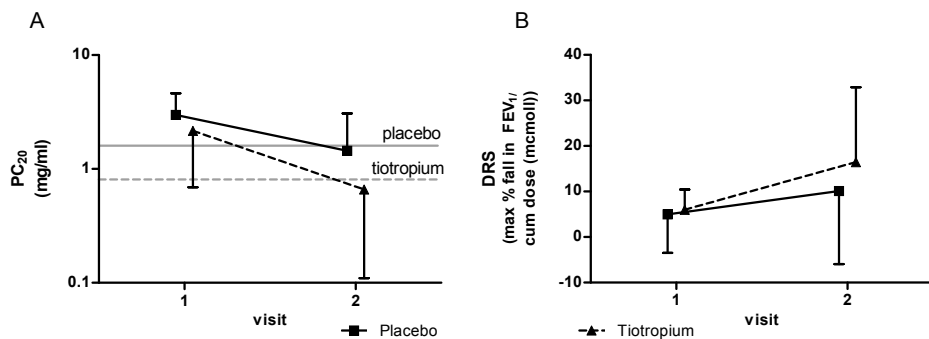 A
PC20
(mg/ml)
10
1
0.1
placebo
tiotropium
1
2
visit
B
DRS
(max % fall in FEV1/
cum dose (mcmoll))
40
30
20
10
0
-10
1
2
visit
Placebo
Tiotropium